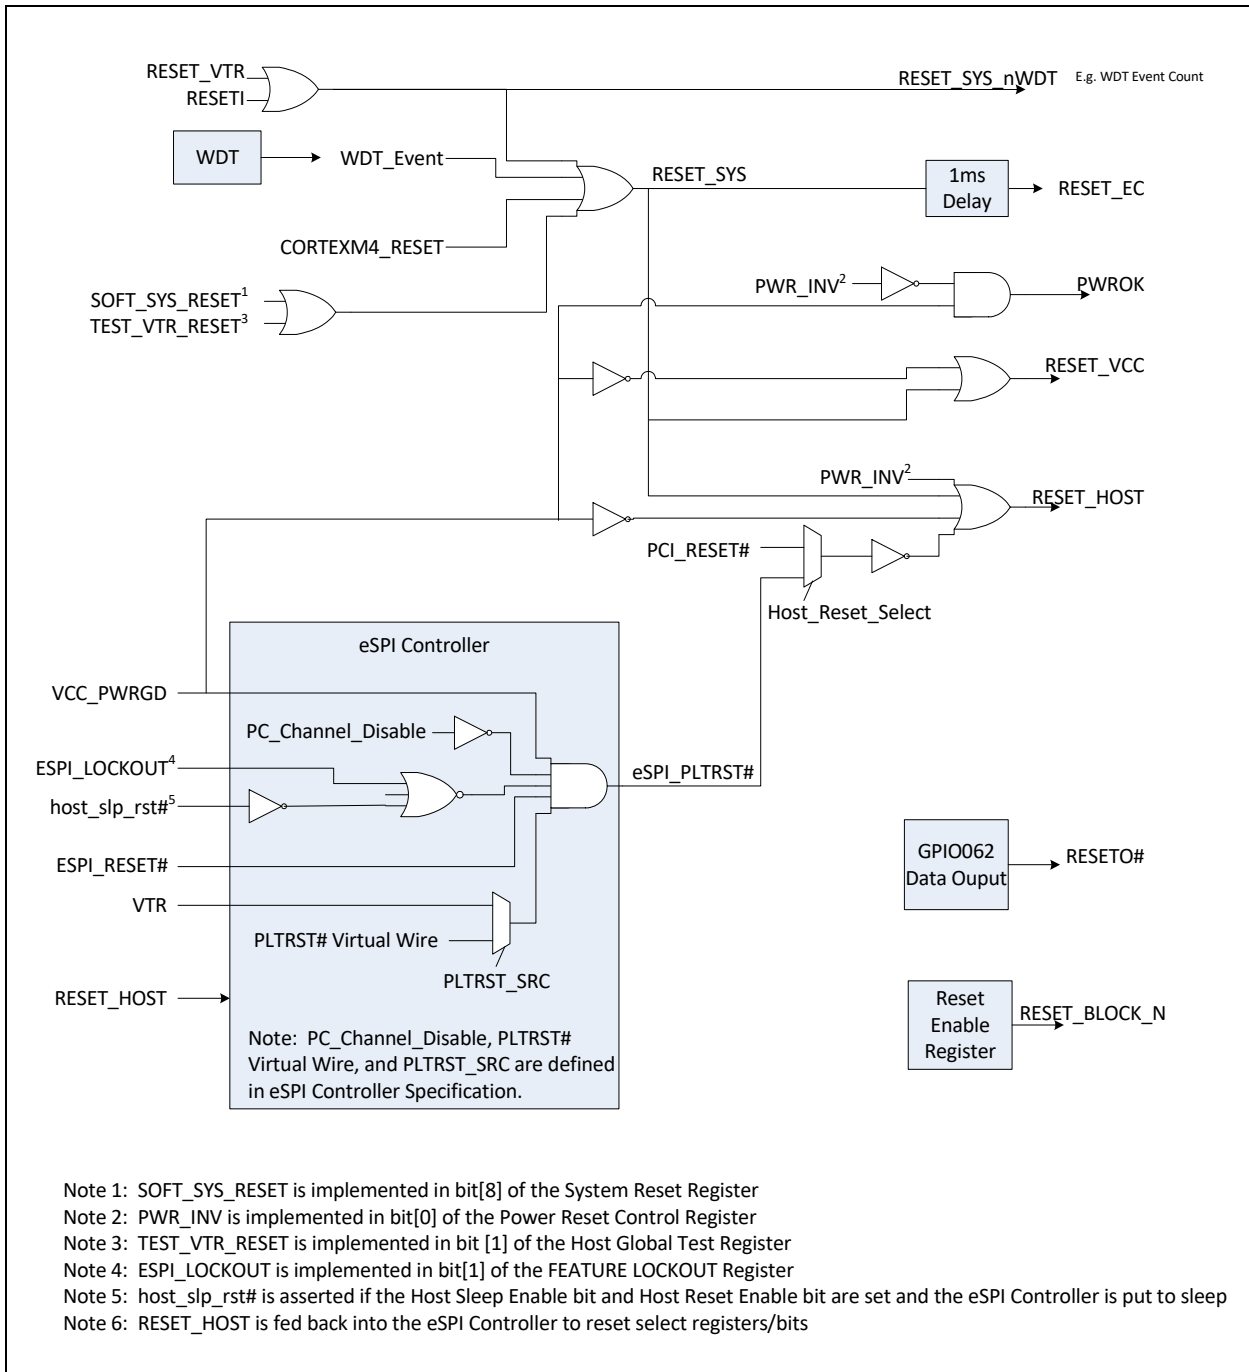 RESET_VTR
RESETI
RESET_SYS_nWDT
E.g. WDT Event Count
WDT
WDT_Event
RESET_SYS
1ms
Delay
RESET_EC
CORTEXM4_RESET
SOFT_SYS_RESET1
TEST_VTR_RESET3
PWR_INV2
PWROK
RESET_VCC
PWR_INV2
RESET_HOST
PCI_RESET#
Host_Reset_Select
eSPI Controller
VCC_PWRGD
PC_Channel_Disable
ESPI_LOCKOUT4
host_slp_rst#5
eSPI_PLTRST#
ESPI_RESET#
VTR
PLTRST# Virtual Wire
PLTRST_SRC
RESET_HOST
Note: PC_Channel_Disable, PLTRST#
Virtual Wire, and PLTRST_SRC are defined
in eSPI Controller Specification.
GPIO062
Data Ouput
RESETO#
Reset
Enable
Register
RESET_BLOCK_N
Note 1: SOFT_SYS_RESET is implemented in bit[8] of the System Reset Register
Note 2: PWR_INV is implemented in bit[0] of the Power Reset Control Register
Note 3: TEST_VTR_RESET is implemented in bit [1] of the Host Global Test Register
Note 4: ESPI_LOCKOUT is implemented in bit[1] of the FEATURE LOCKOUT Register
Note 5: host_slp_rst# is asserted if the Host Sleep Enable bit and Host Reset Enable bit are set and the eSPI Controller is put to sleep
Note 6: RESET_HOST is fed back into the eSPI Controller to reset select registers/bits